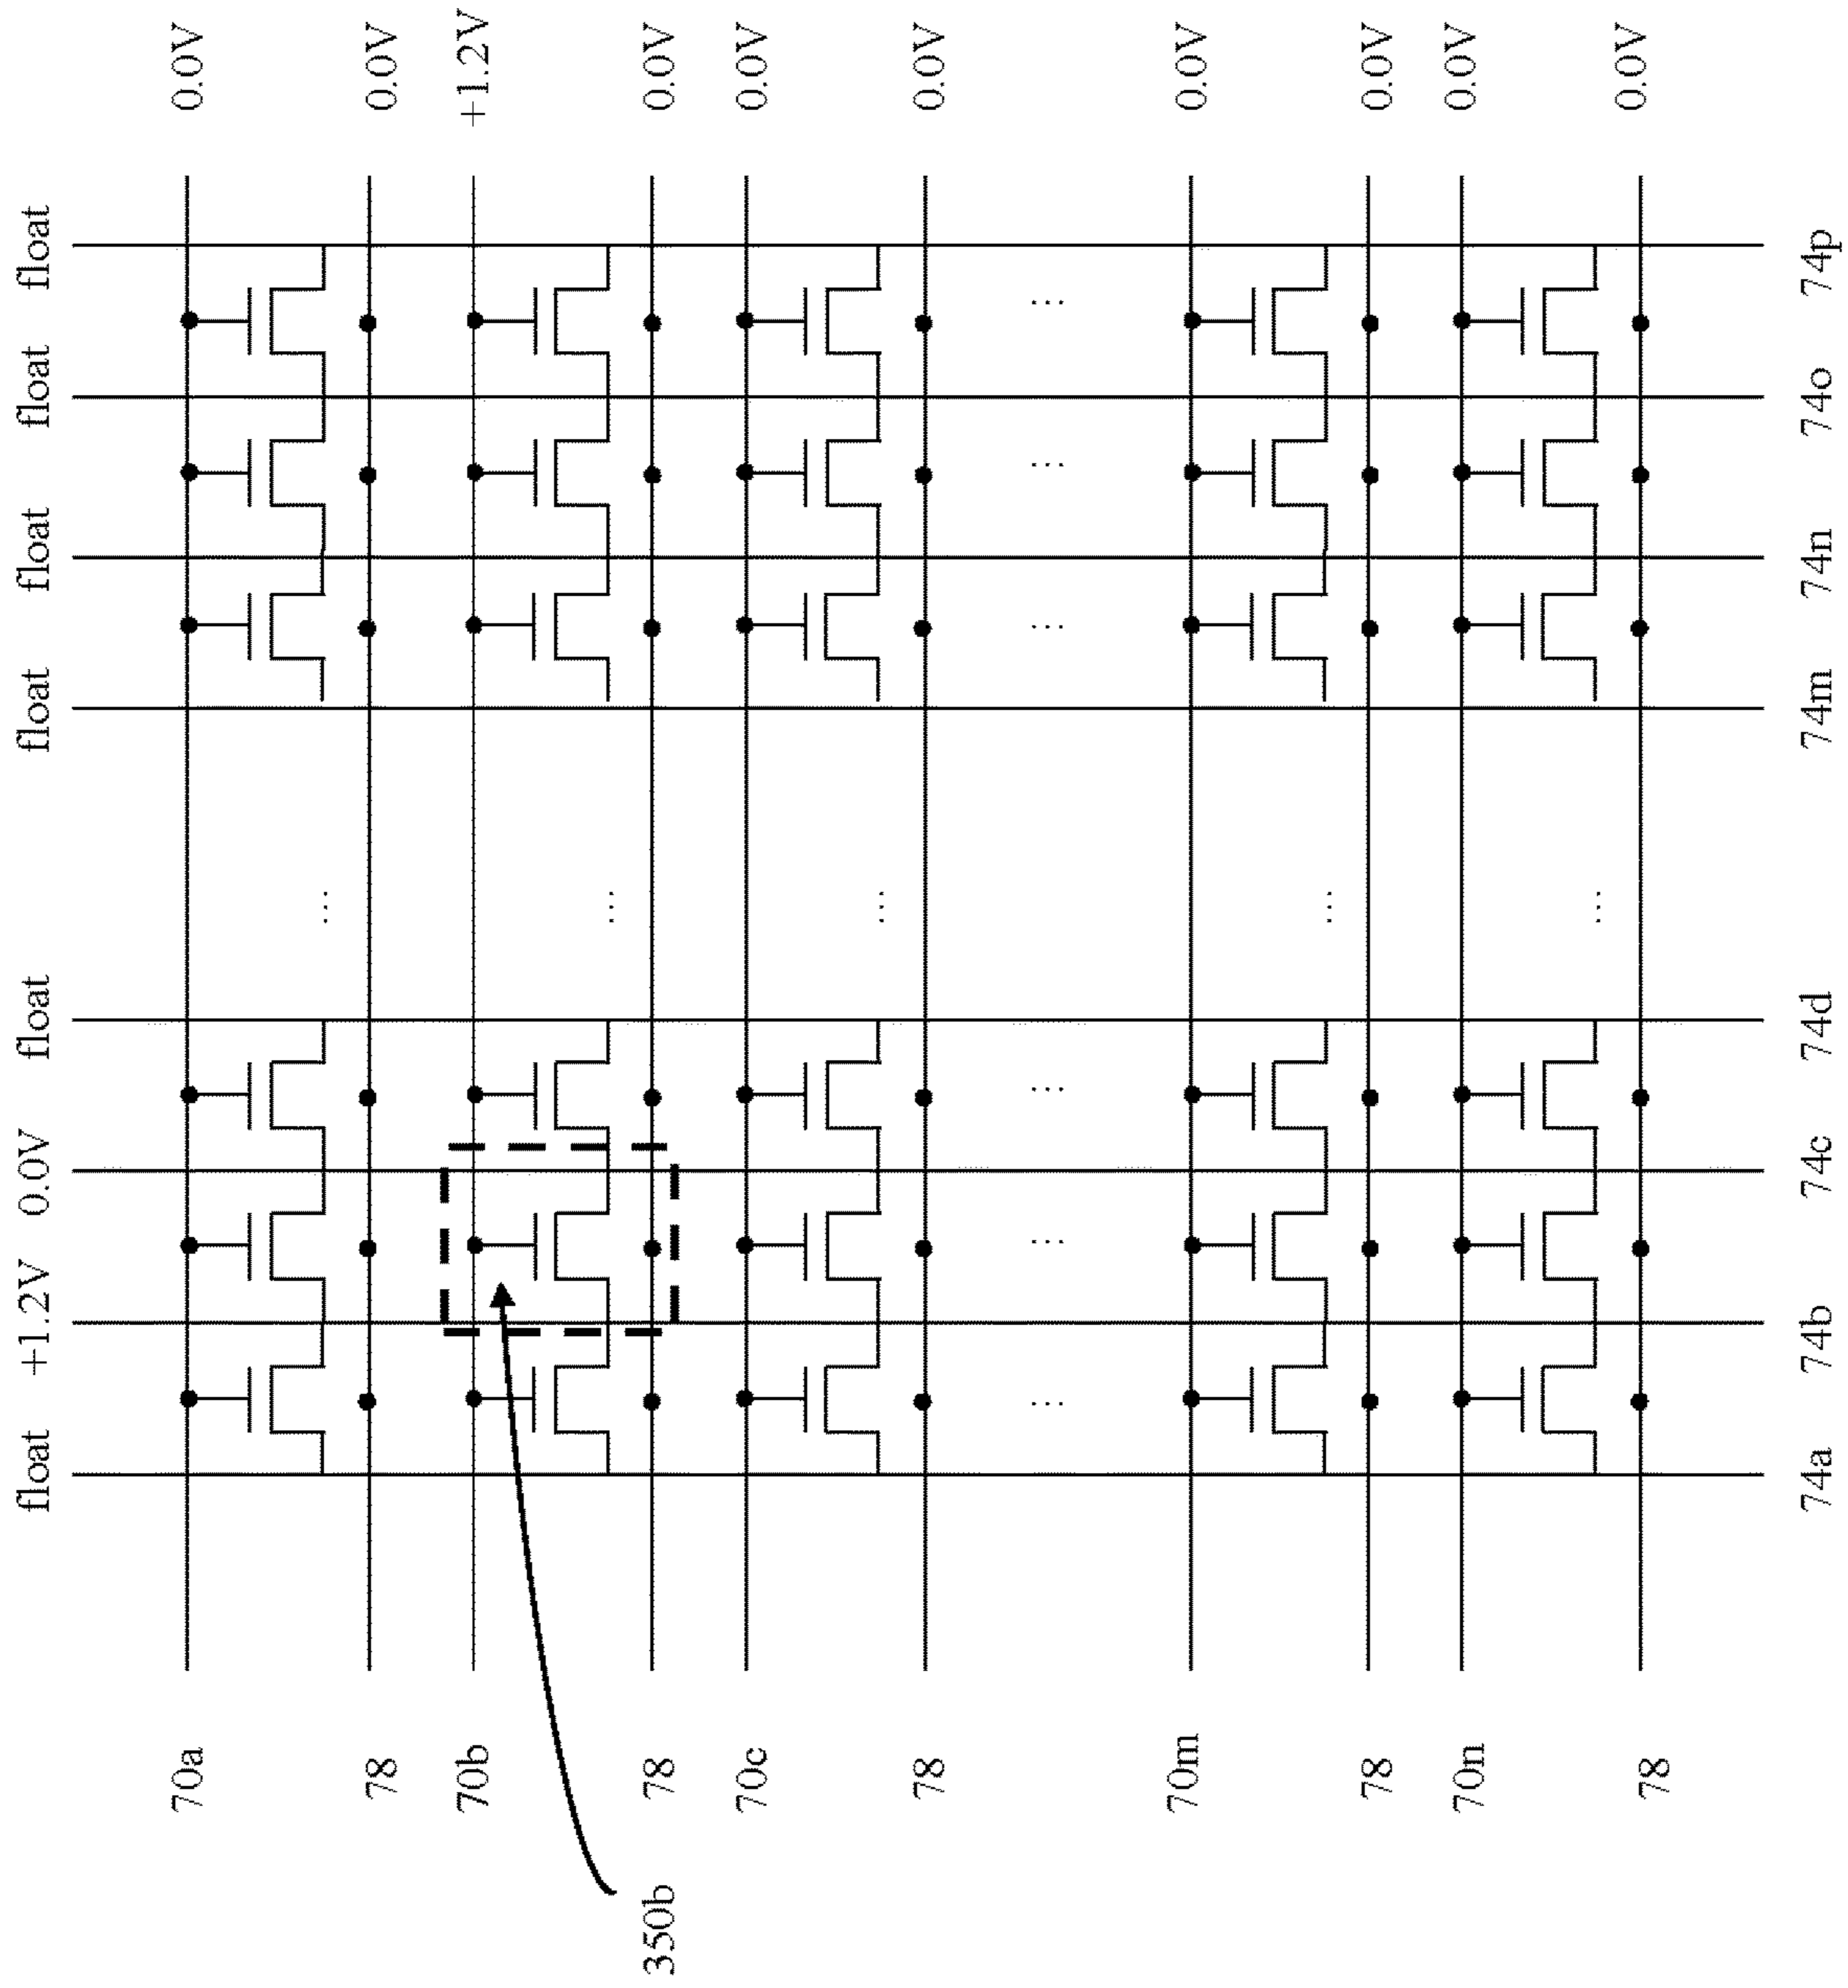 float +1.2V 0.0V float float float float float
70a 0.0V
78 0.0V
70b +1.2V
350b 78 0.0V
70c 0.0V
78 0.0V
70m 0.0V
78 0.0V
70n 0.0V
78 0.0V
74a 74b 74c 74d 74m 74n 74o 74p